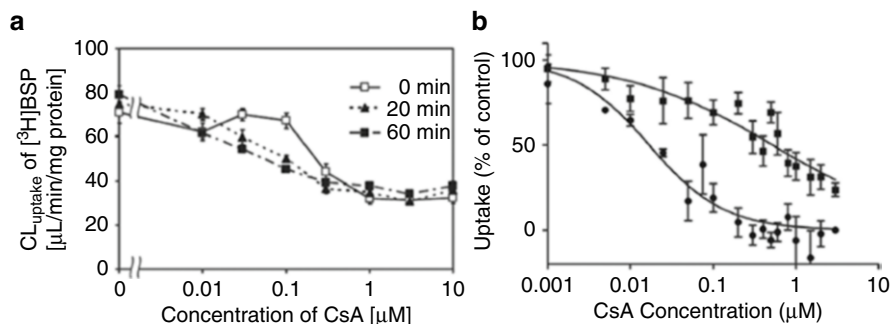 a
100
80
60
40
20
0
CLuptake of [³H]BSP
[µL/min/mg protein]
0 min
20 min
60 min
0 0.01 0.1 1 10
Concentration of CsA [µM]
b
100
50
0
Uptake (% of control)
0.001 0.01 0.1 1 10
CsA Concentration (µM)